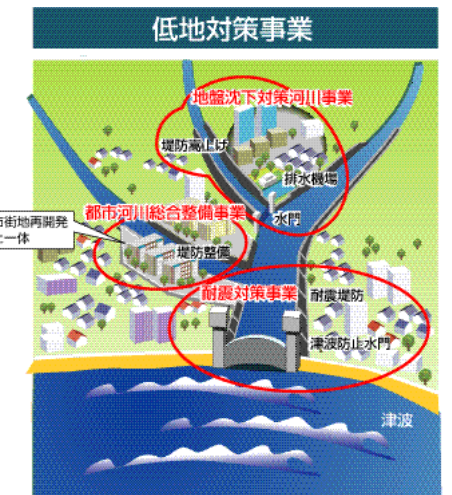 低地対策事業
地盤沈下対策河川事業
堤防嵩上げ
排水機場
水門
都市河川総合整備事業
市街地再開発
と一体
堤防整備
耐震対策事業
耐震堤防
津波防止水門
津波